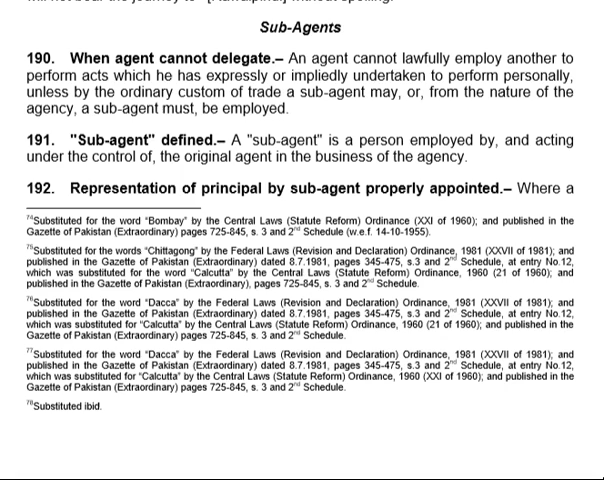 Sub-Agents
190. When agent cannot delegate.– An agent cannot lawfully employ another to
perform acts which he has expressly or impliedly undertaken to perform personally,
unless by the ordinary custom of trade a sub-agent may, or, from the nature of the
agency, a sub-agent must, be employed.
191. "Sub-agent" defined.– A "sub-agent" is a person employed by, and acting
under the control of, the original agent in the business of the agency.
192. Representation of principal by sub-agent properly appointed.– Where a
74Substituted for the word "Bombay" by the Central Laws (Statute Reform) Ordinance (XXI of 1960); and published in the
Gazette of Pakistan (Extraordinary) pages 725-845, s. 3 and 2nd Schedule (w.e.f. 14-10-1955).
75Substituted for the words "Chittagong" by the Federal Laws (Revision and Declaration) Ordinance, 1981 (XXVII of 1981); and
published in the Gazette of Pakistan (Extraordinary) dated 8.7.1981, pages 345-475, s.3 and 2nd Schedule, at entry No.12,
which was substituted for the word "Calcutta" by the Central Laws (Statute Reform) Ordinance, 1960 (21 of 1960); and
published in the Gazette of Pakistan (Extraordinary), pages 725-845, s. 3 and 2nd Schedule.
76Substituted for the word "Dacca" by the Federal Laws (Revision and Declaration) Ordinance, 1981 (XXVII of 1981); and
published in the Gazette of Pakistan (Extraordinary) dated 8.7.1981, pages 345-475, s.3 and 2nd Schedule, at entry No.12,
which was substituted for "Calcutta" by the Central Laws (Statute Reform) Ordinance, 1960 (21 of 1960); and published in the
Gazette of Pakistan (Extraordinary) pages 725-845, s. 3 and 2nd Schedule.
77Substituted for the word "Dacca" by the Federal Laws (Revision and Declaration) Ordinance, 1981 (XXVII of 1981); and
published in the Gazette of Pakistan (Extraordinary) dated 8.7.1981, pages 345-475, s.3 and 2nd Schedule, at entry No.12,
which was substituted for "Calcutta" by the Central Laws (Statute Reform) Ordinance, 1960 (XXI of 1960); and published in the
Gazette of Pakistan (Extraordinary) pages 725-845, s. 3 and 2nd Schedule.
78Substituted ibid.